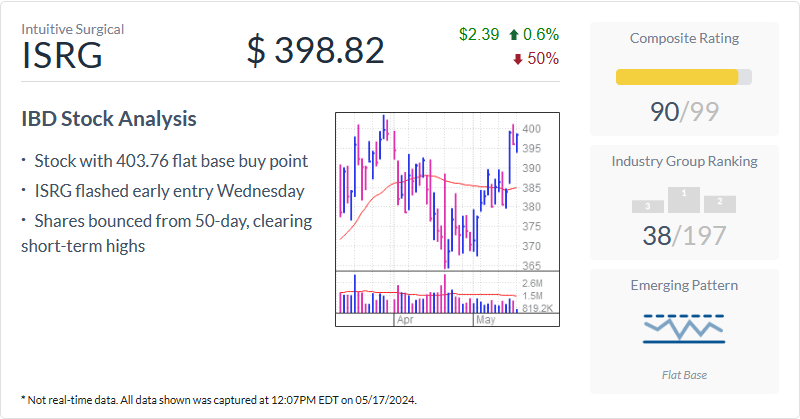 Intuitive Surgical
ISRG
$ 398.82
$2.39 0.6%
50%
IBD Stock Analysis
· Stock with 403.76 flat base buy point
· ISRG flashed early entry Wednesday
· Shares bounced from 50-day, clearing
short-term highs
400
395
390
385
380
375
370
365
2.6M
1.5M
819.2K
Apr
May
Composite Rating
90/99
Industry Group Ranking
3
1
2
38/197
Emerging Pattern
Flat Base
* Not real-time data. All data shown was captured at 12:07PM EDT on 05/17/2024.